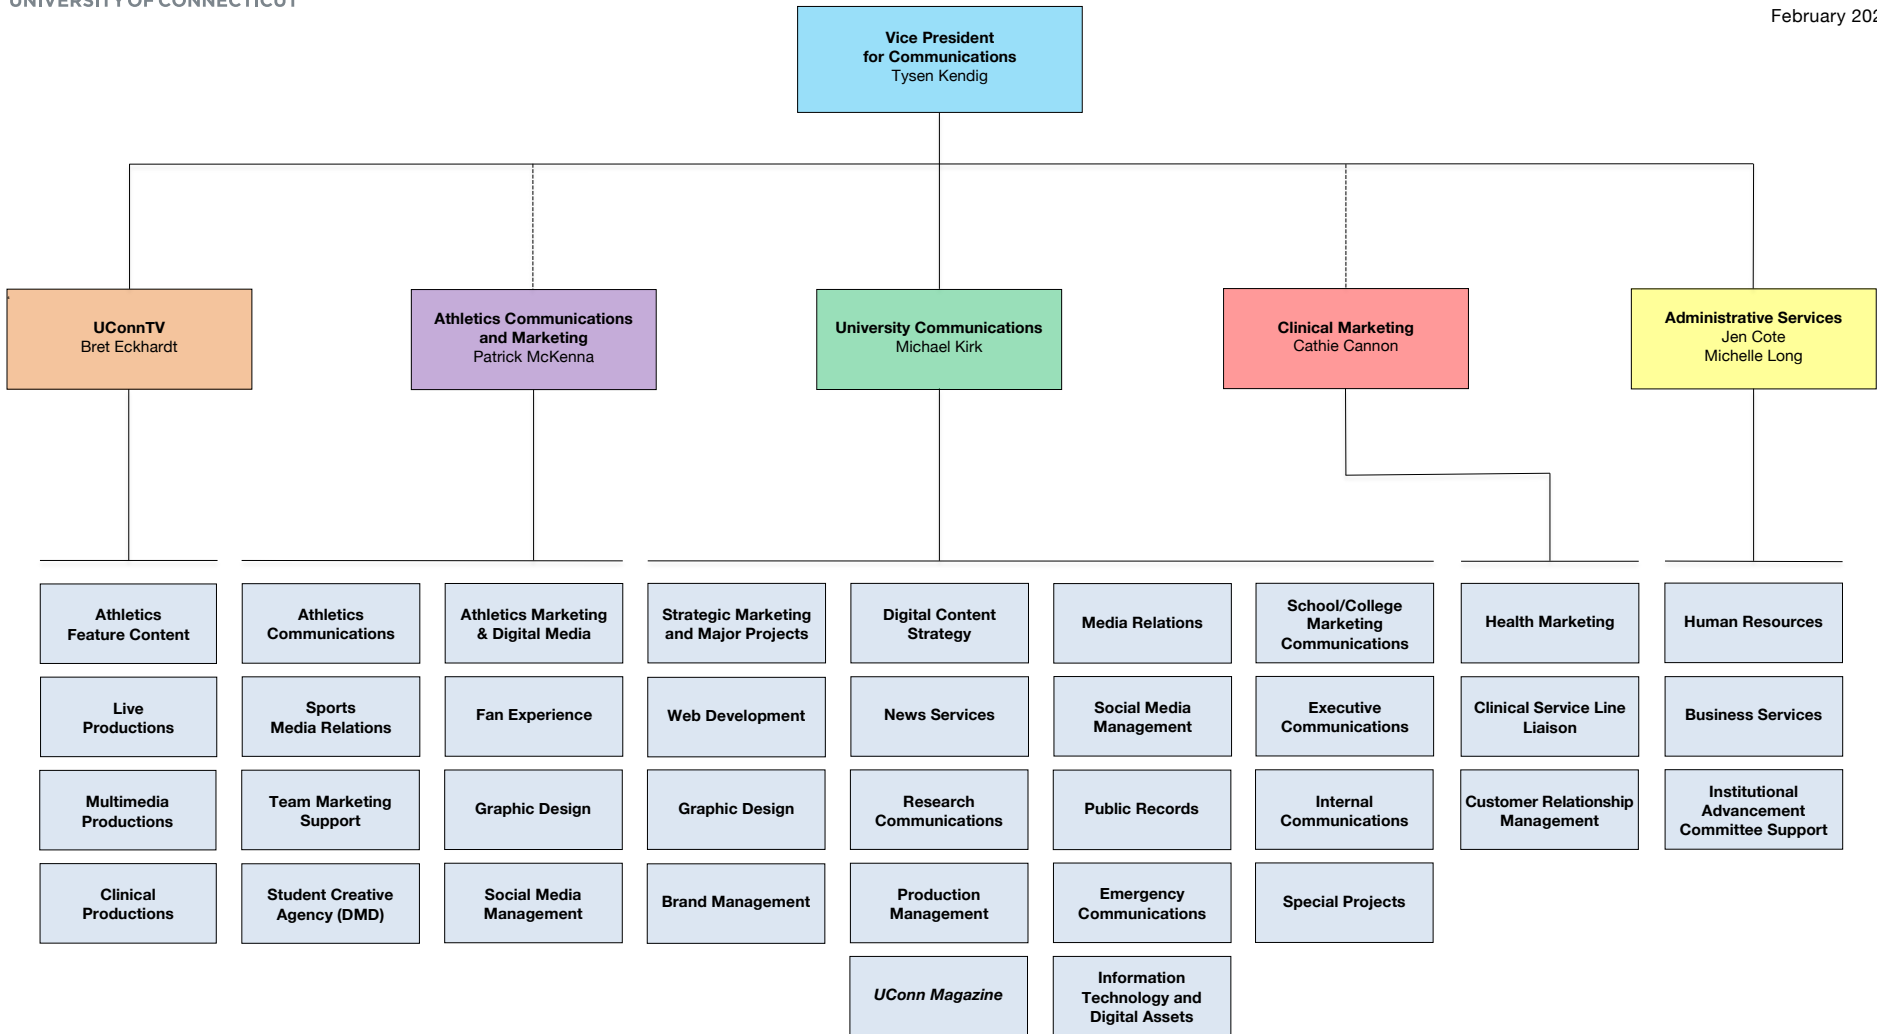 UNIVERSITY OF CONNECTICUT
February 202
Vice President
for Communications
Tysen Kendig
UConnTV
Bret Eckhardt
Athletics Communications
and Marketing
Patrick McKenna
University Communications
Michael Kirk
Clinical Marketing
Cathie Cannon
Administrative Services
Jen Cote
Michelle Long
Athletics
Feature Content
Live
Productions
Multimedia
Productions
Clinical
Productions
Athletics
Communications
Sports
Media Relations
Team Marketing
Support
Student Creative
Agency (DMD)
Athletics Marketing
& Digital Media
Fan Experience
Graphic Design
Social Media
Management
Strategic Marketing
and Major Projects
Web Development
Graphic Design
Brand Management
Digital Content
Strategy
News Services
Research
Communications
Production
Management
UConn Magazine
Media Relations
Social Media
Management
Public Records
Emergency
Communications
Information
Technology and
Digital Assets
School/College
Marketing
Communications
Executive
Communications
Internal
Communications
Special Projects
Health Marketing
Clinical Service Line
Liaison
Customer Relationship
Management
Human Resources
Business Services
Institutional
Advancement
Committee Support